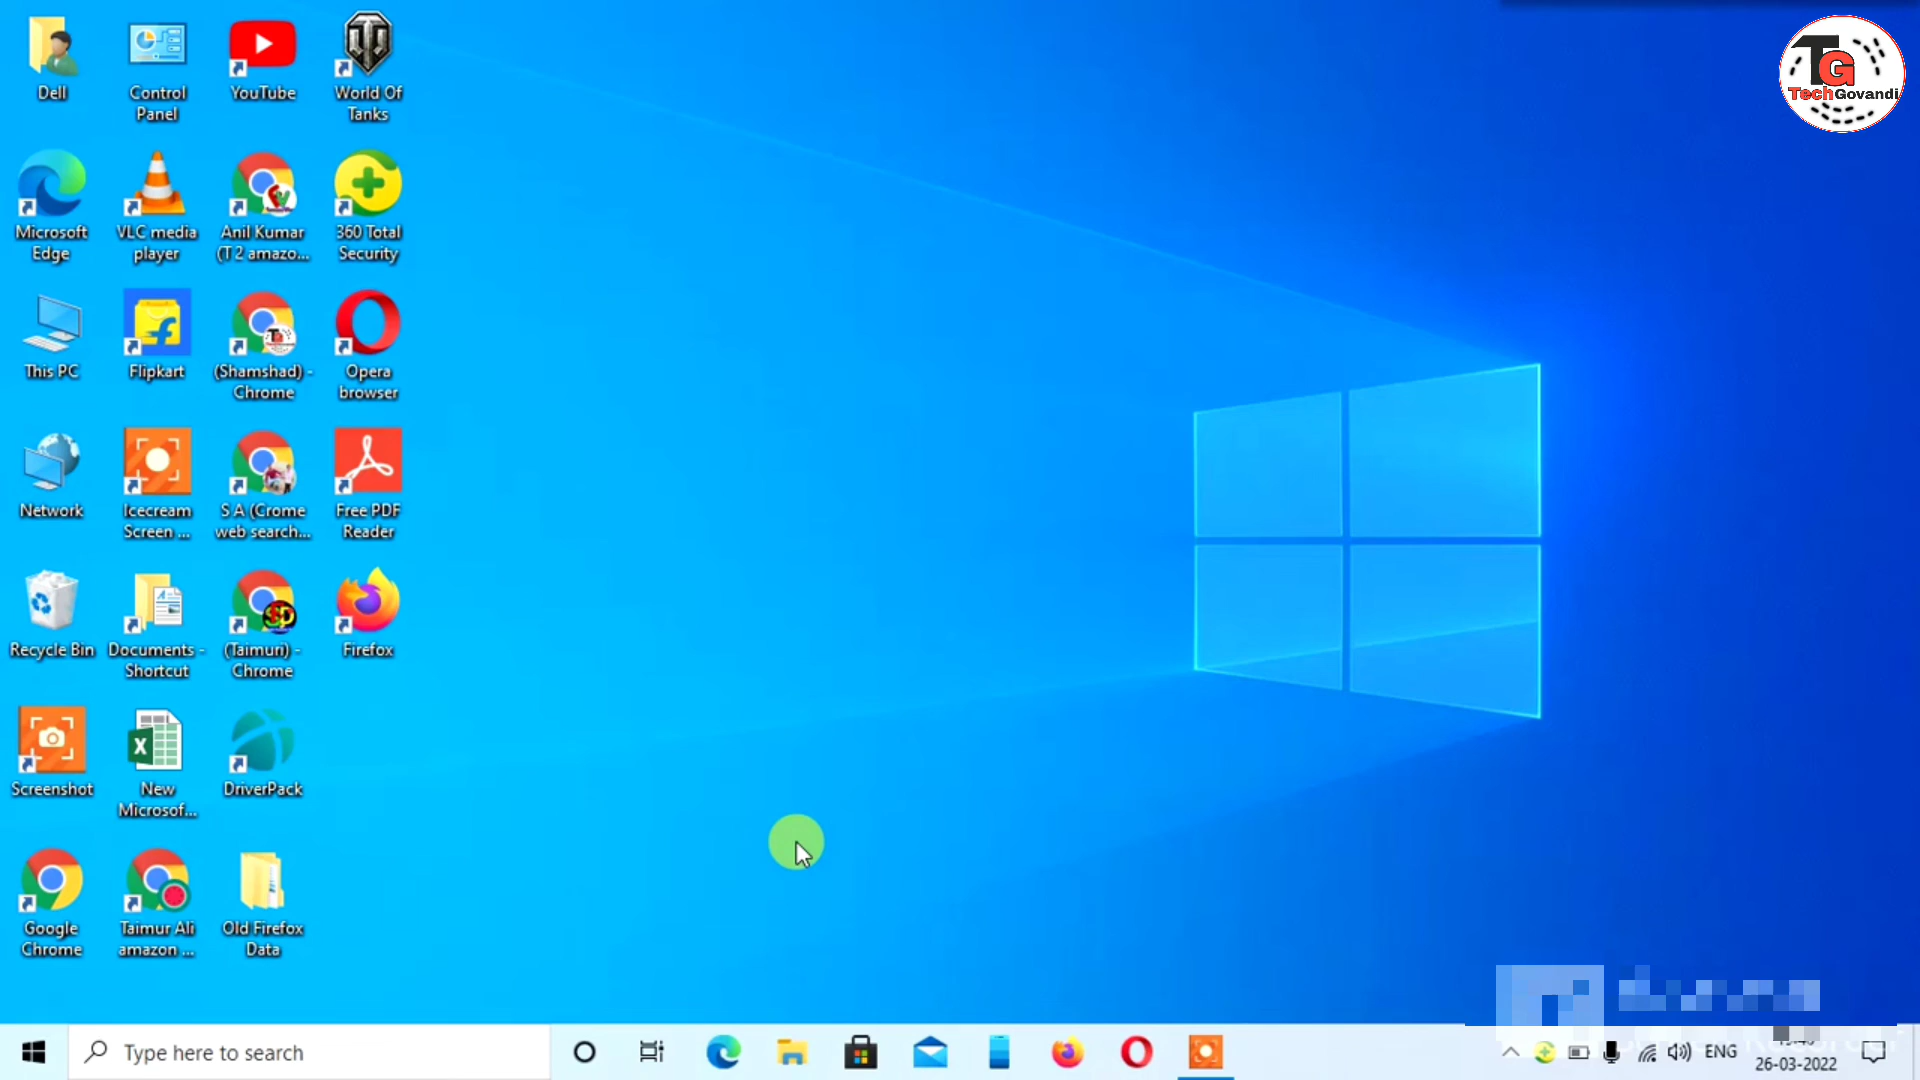 Dell
Control
Panel
YouTube
World Of
Tanks
TG
TechGovandi
Microsoft
Edge
VLC media
player
Anil Kumar
(T 2 amazo...
360 Total
Security
This PC
Flipkart
(Shamshad) -
Chrome
Opera
browser
Network
Icecream
Screen ...
S A (Crome
web search...
Free PDF
Reader
Recycle Bin
Documents -
Shortcut
(Taimuri) -
Chrome
Firefox
Screenshot
New
Microsof...
DriverPack
Google
Chrome
Taimur Ali
amazon ...
Old Firefox
Data
Type here to search
ENG
26-03-2022